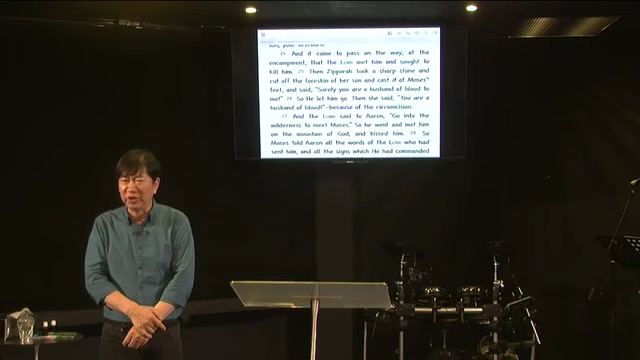 24 And it came to pass on the way, at the
encampment, that the LORD met him and sought to
kill him. 25 Then Zipporah took a sharp stone and
cut off the foreskin of her son and cast it at Moses'
feet, and said, "Surely you are a husband of blood to
me!" 26 So He let him go. Then she said, "You are a
husband of blood!"—because of the circumcision.
27 And the LORD said to Aaron, "Go into the
wilderness to meet Moses." So he went and met him
on the mountain of God, and kissed him. 28 So
Moses told Aaron all the words of the LORD who had
sent him, and all the signs which He had commanded